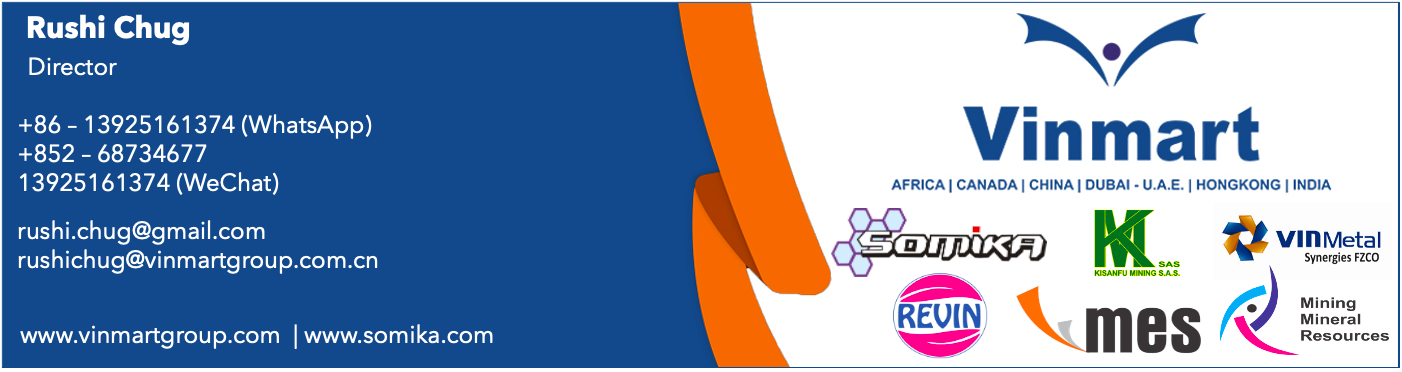 Rushi Chug
Director
+86 – 13925161374 (WhatsApp)
+852 – 68734677
13925161374 (WeChat)
rushi.chug@gmail.com
rushichug@vinmartgroup.com.cn
www.vinmartgroup.com | www.somika.com
Vinmart
AFRICA | CANADA | CHINA | DUBAI - U.A.E. | HONGKONG | INDIA
SOMIKA
KM SAS
KISANFU MINING S.A.S.
VINMetal
Synergies FZCO
REVIN
mes
Mining
Mineral
Resources